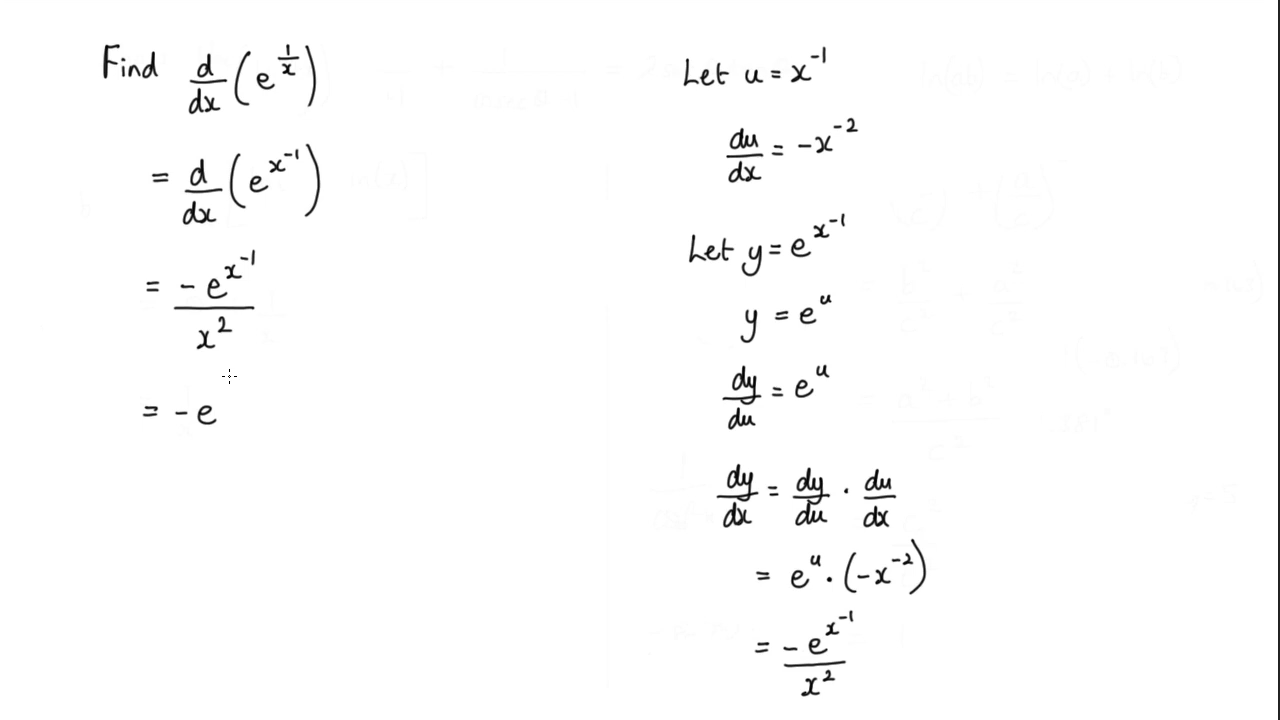 Find d/dx (e^(1/x))
= d/dx (e^(x^-1))
= -e^(x^-1) / x^2
= -e
Let u = x^-1
du/dx = -x^-2
Let y = e^(x^-1)
y = e^u
dy/du = e^u
dy/dx = dy/du · du/dx
= e^u · (-x^-2)
= -e^(x^-1) / x^2